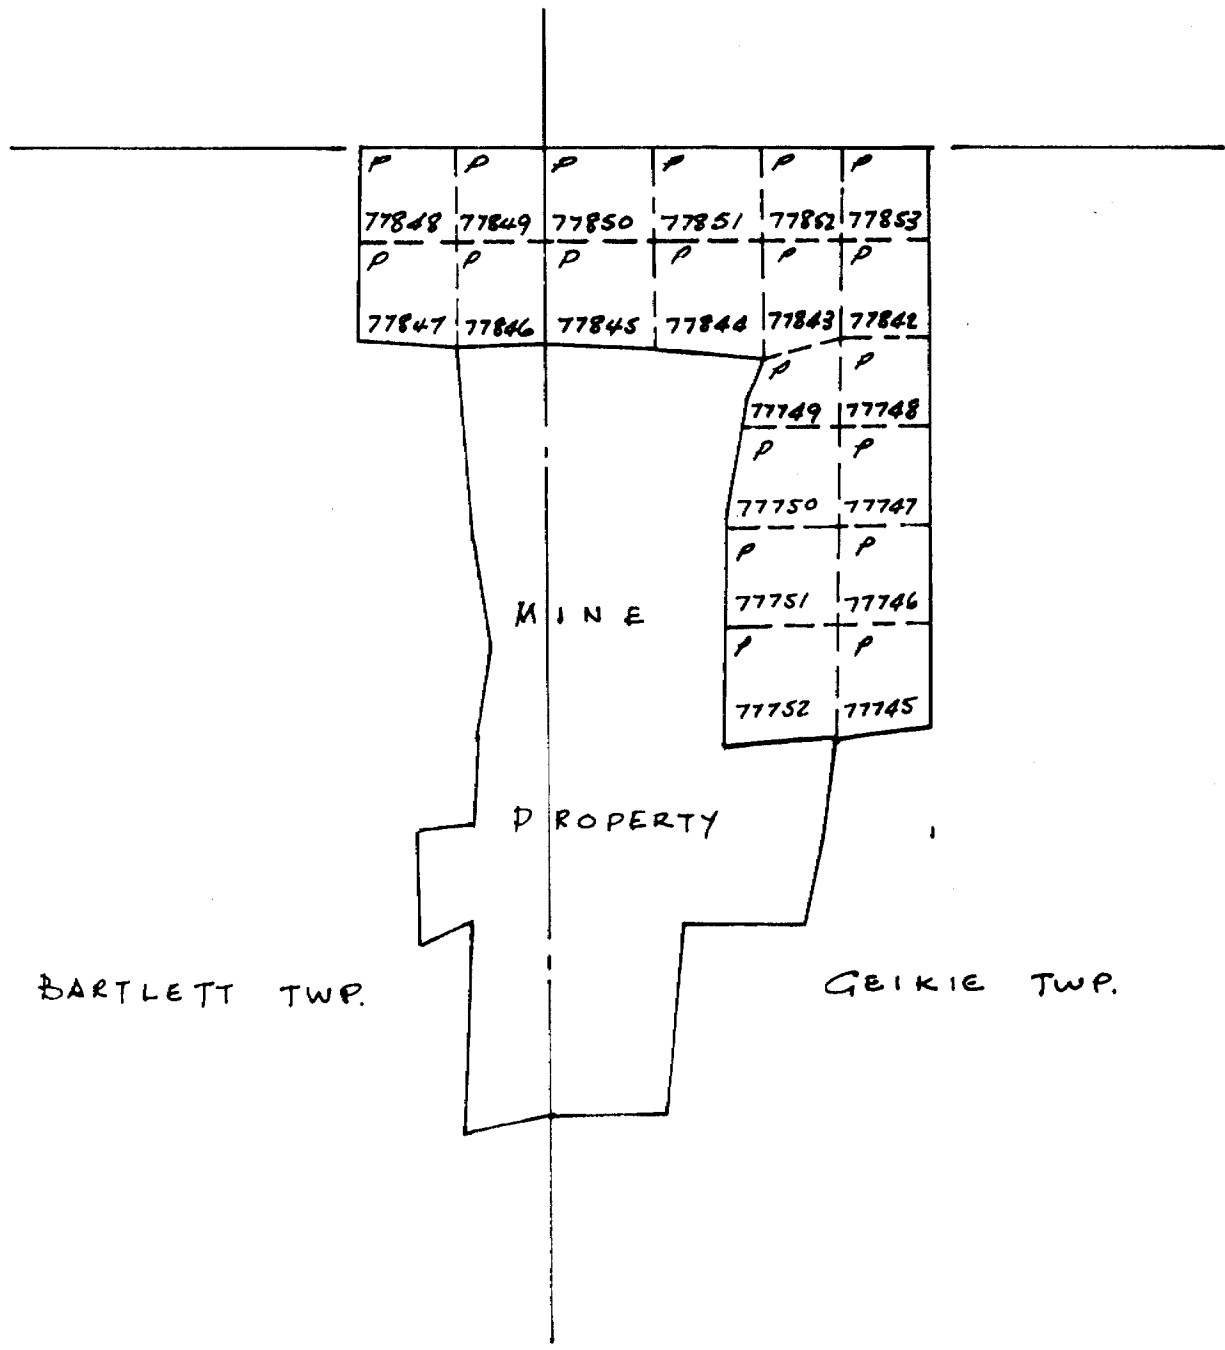 P P P P P P
77848 77849 77850 77851 77852 77853
P P P P P P
77847 77846 77845 77844 77843 77842
P P
77749 77748
P P
77750 77747
P P
77751 77746
MINE
P P
77752 77745
PROPERTY
BARTLETT TWP. GEIKIE TWP.